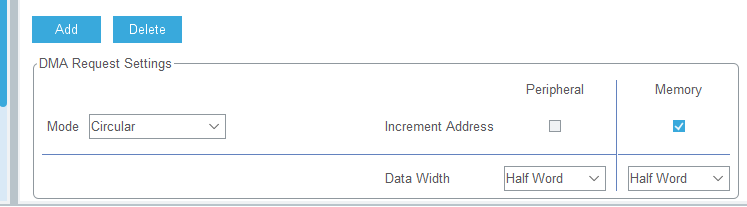 Add Delete
DMA Request Settings
Peripheral Memory
Mode Circular Increment Address
Data Width Half Word Half Word